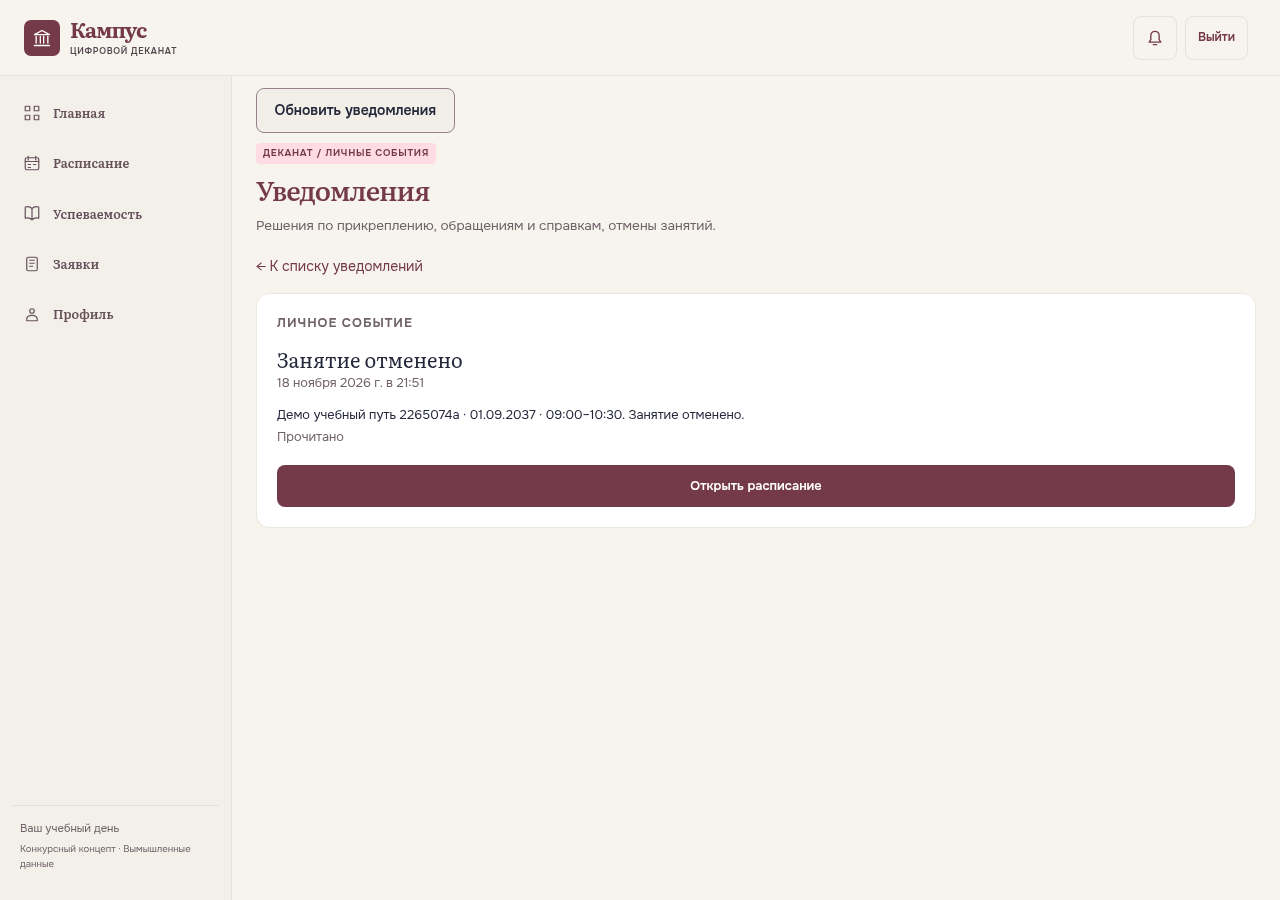 Кампус
ЦИФРОВОЙ ДЕКАНАТ
Выйти
Главная
Расписание
Успеваемость
Заявки
Профиль
Ваш учебный день
Конкурсный концепт · Вымышленные
данные
Обновить уведомления
ДЕКАНАТ / ЛИЧНЫЕ СОБЫТИЯ
Уведомления
Решения по прикреплению, обращениям и справкам, отмены занятий.
← К списку уведомлений
ЛИЧНОЕ СОБЫТИЕ
Занятие отменено
18 ноября 2026 г. в 21:51
Демо учебный путь 2265074a · 01.09.2037 · 09:00–10:30. Занятие отменено.
Прочитано
Открыть расписание